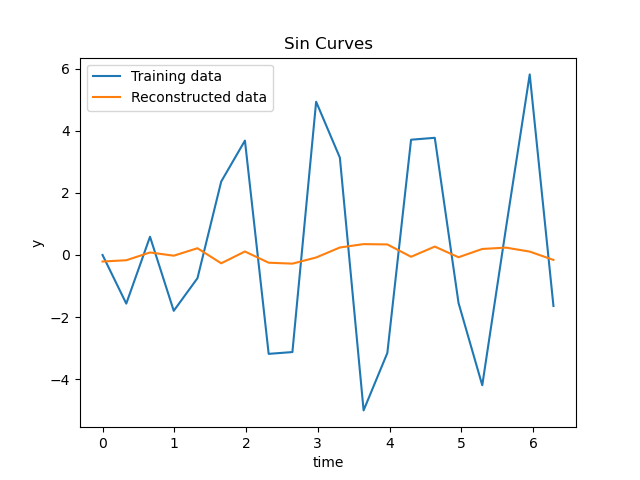 Sin Curves
Training data
Reconstructed data
6
4
2
0
−2
−4
y
0 1 2 3 4 5 6
time